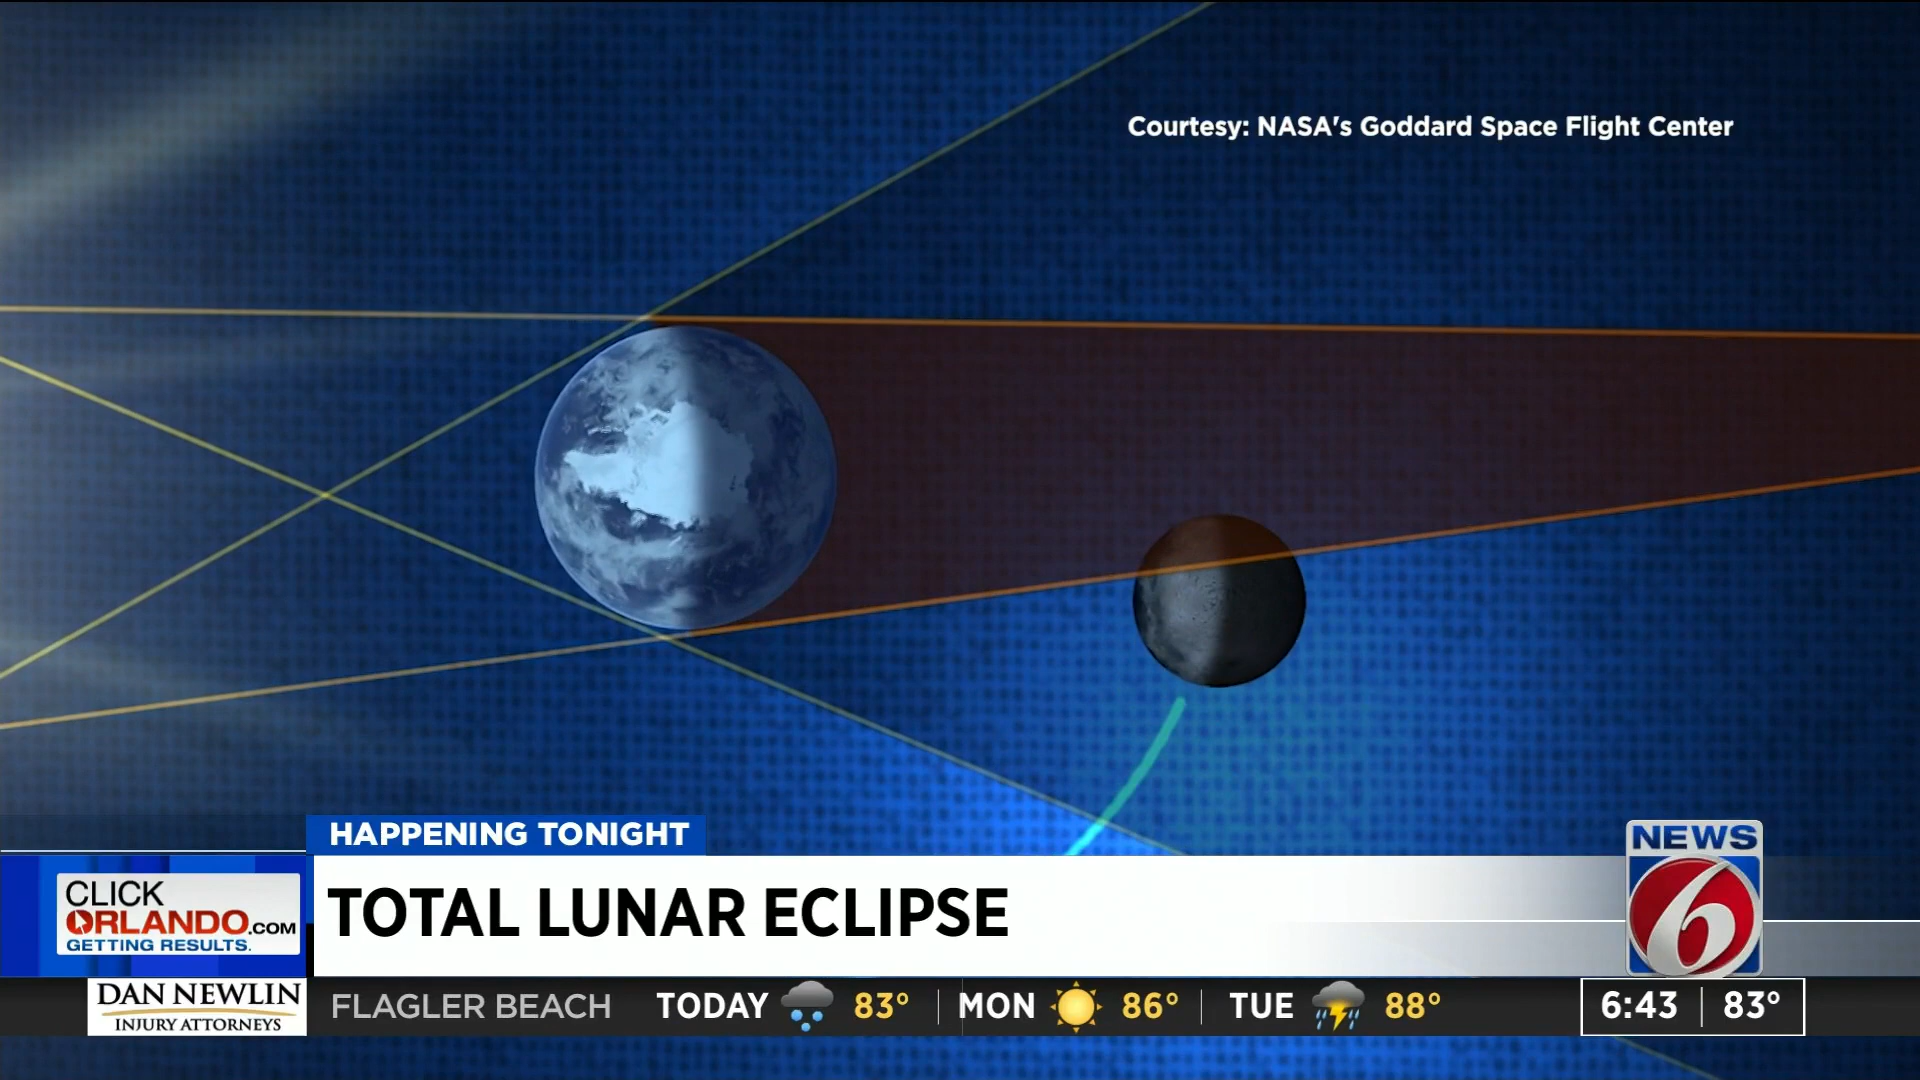 Courtesy: NASA's Goddard Space Flight Center
HAPPENING TONIGHT
TOTAL LUNAR ECLIPSE
CLICK
ORLANDO.COM
GETTING RESULTS.
NEWS
6
DAN NEWLIN
INJURY ATTORNEYS
FLAGLER BEACH TODAY 83° MON 86° TUE 88°
6:43 83°